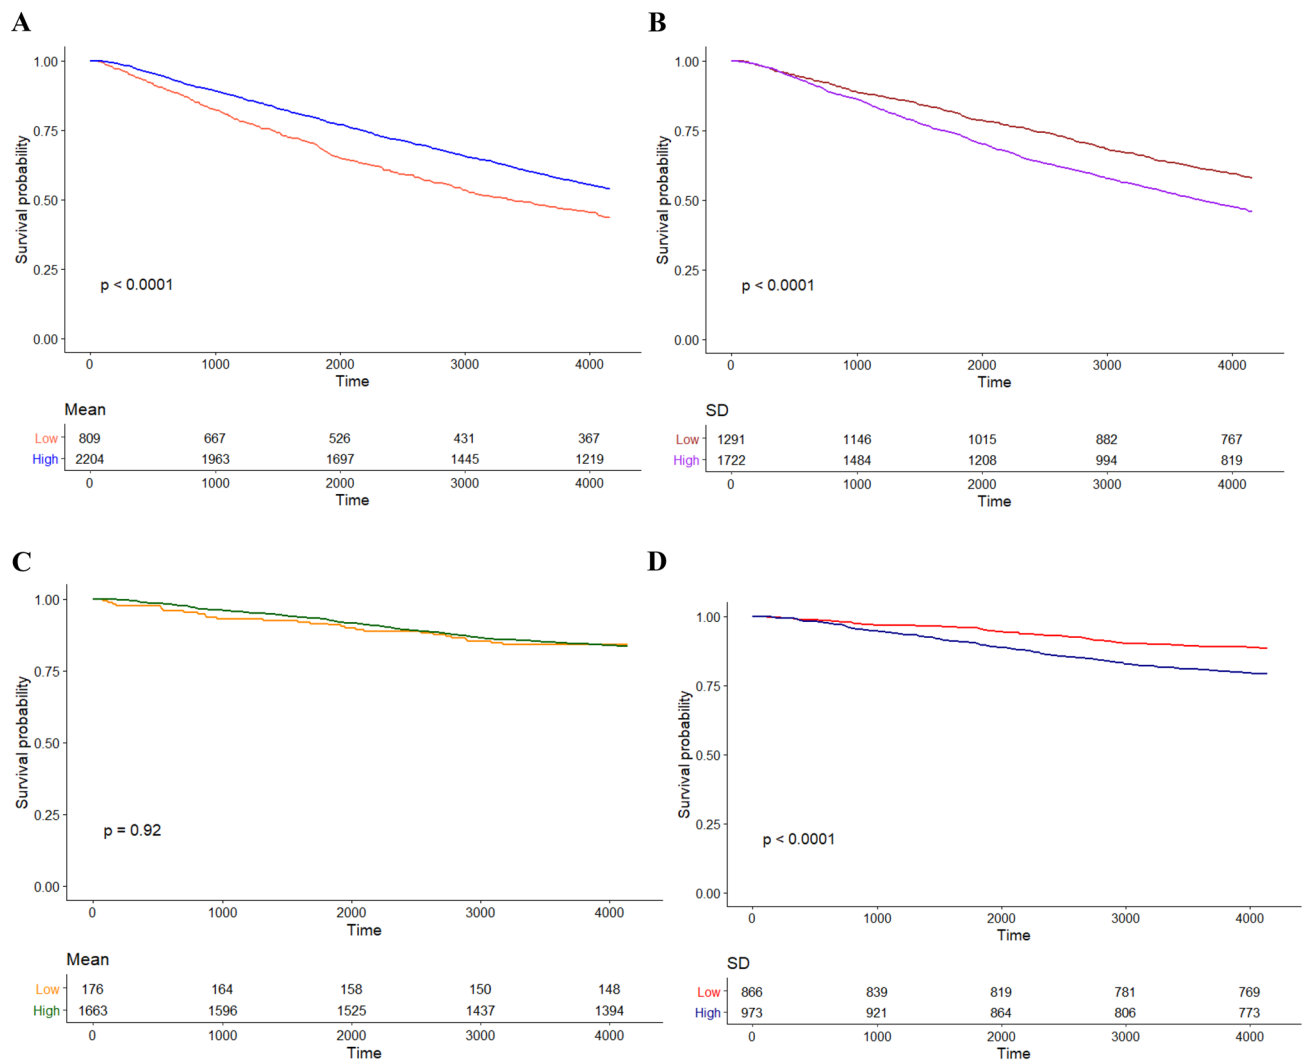 A
Survival probability
1.00
0.75
0.50
0.25
0.00
p < 0.0001
0 1000 2000 3000 4000
Time
Mean
Low 809 667 526 431 367
High 2204 1963 1697 1445 1219
0 1000 2000 3000 4000
Time
B
Survival probability
1.00
0.75
0.50
0.25
0.00
p < 0.0001
0 1000 2000 3000 4000
Time
SD
Low 1291 1146 1015 882 767
High 1722 1484 1208 994 819
0 1000 2000 3000 4000
Time
C
Survival probability
1.00
0.75
0.50
0.25
0.00
p = 0.92
0 1000 2000 3000 4000
Time
Mean
Low 176 164 158 150 148
High 1663 1596 1525 1437 1394
0 1000 2000 3000 4000
Time
D
Survival probability
1.00
0.75
0.50
0.25
0.00
p < 0.0001
0 1000 2000 3000 4000
Time
SD
Low 866 839 819 781 769
High 973 921 864 806 773
0 1000 2000 3000 4000
Time